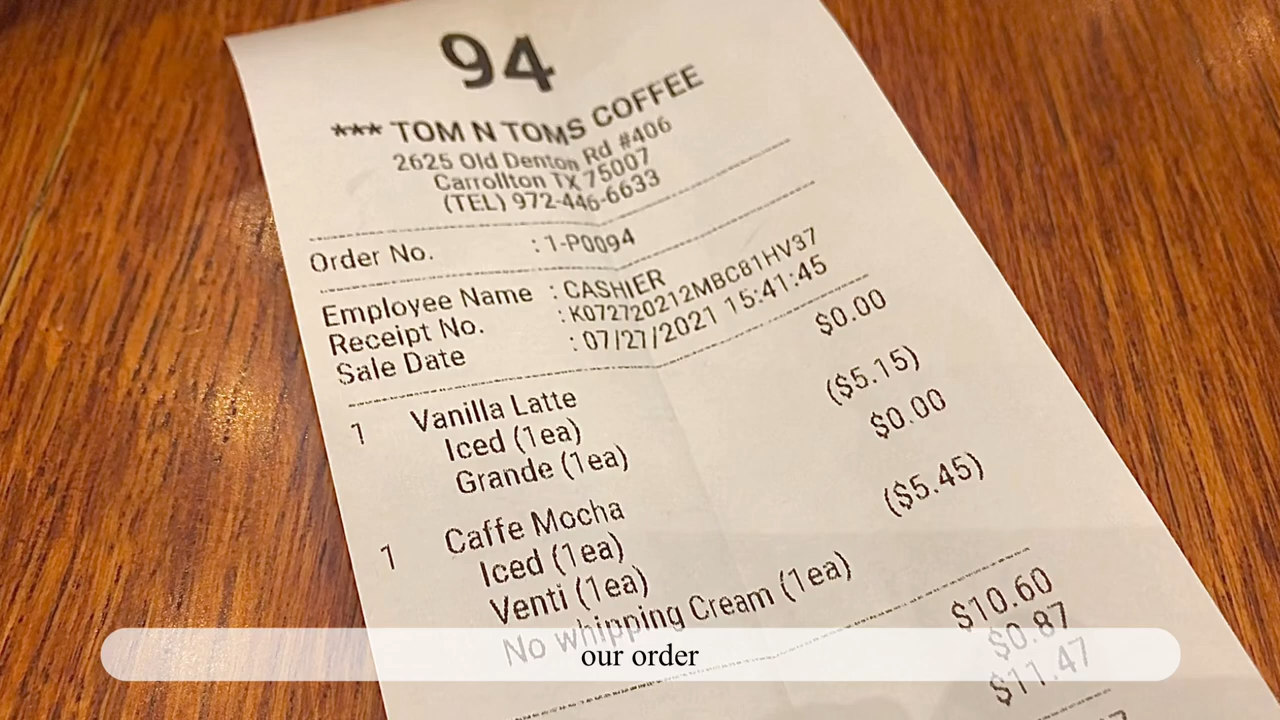 94
*** TOM N TOMS COFFEE
2625 Old Denton Rd #406
Carrollton TX 75007
(TEL) 972-446-6633
Order No. : 1-P0094
Employee Name : CASHIER
Receipt No. : K072720212MBC81HV37
Sale Date : 07/27/2021 15:41:45
1 Vanilla Latte $0.00
Iced (1ea)
Grande (1ea) ($5.15)
1 Caffe Mocha $0.00
Iced (1ea)
Venti (1ea) ($5.45)
No whipping Cream (1ea)
$10.60
$0.87
$11.47
our order